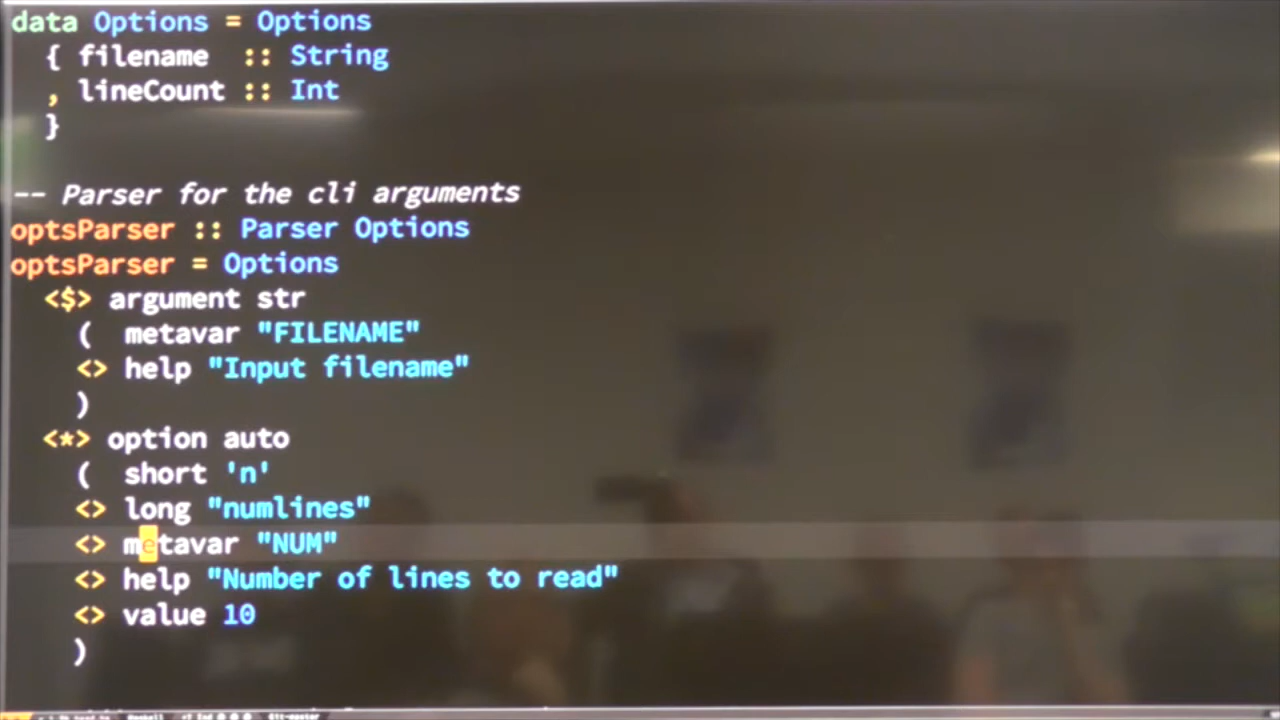 data Options = Options
  { filename  :: String
  , lineCount :: Int
  }
-- Parser for the cli arguments
optsParser :: Parser Options
optsParser = Options
  <$> argument str
    (  metavar "FILENAME"
    <> help "Input filename"
    )
  <*> option auto
    (  short 'n'
    <> long "numlines"
    <> metavar "NUM"
    <> help "Number of lines to read"
    <> value 10
    )